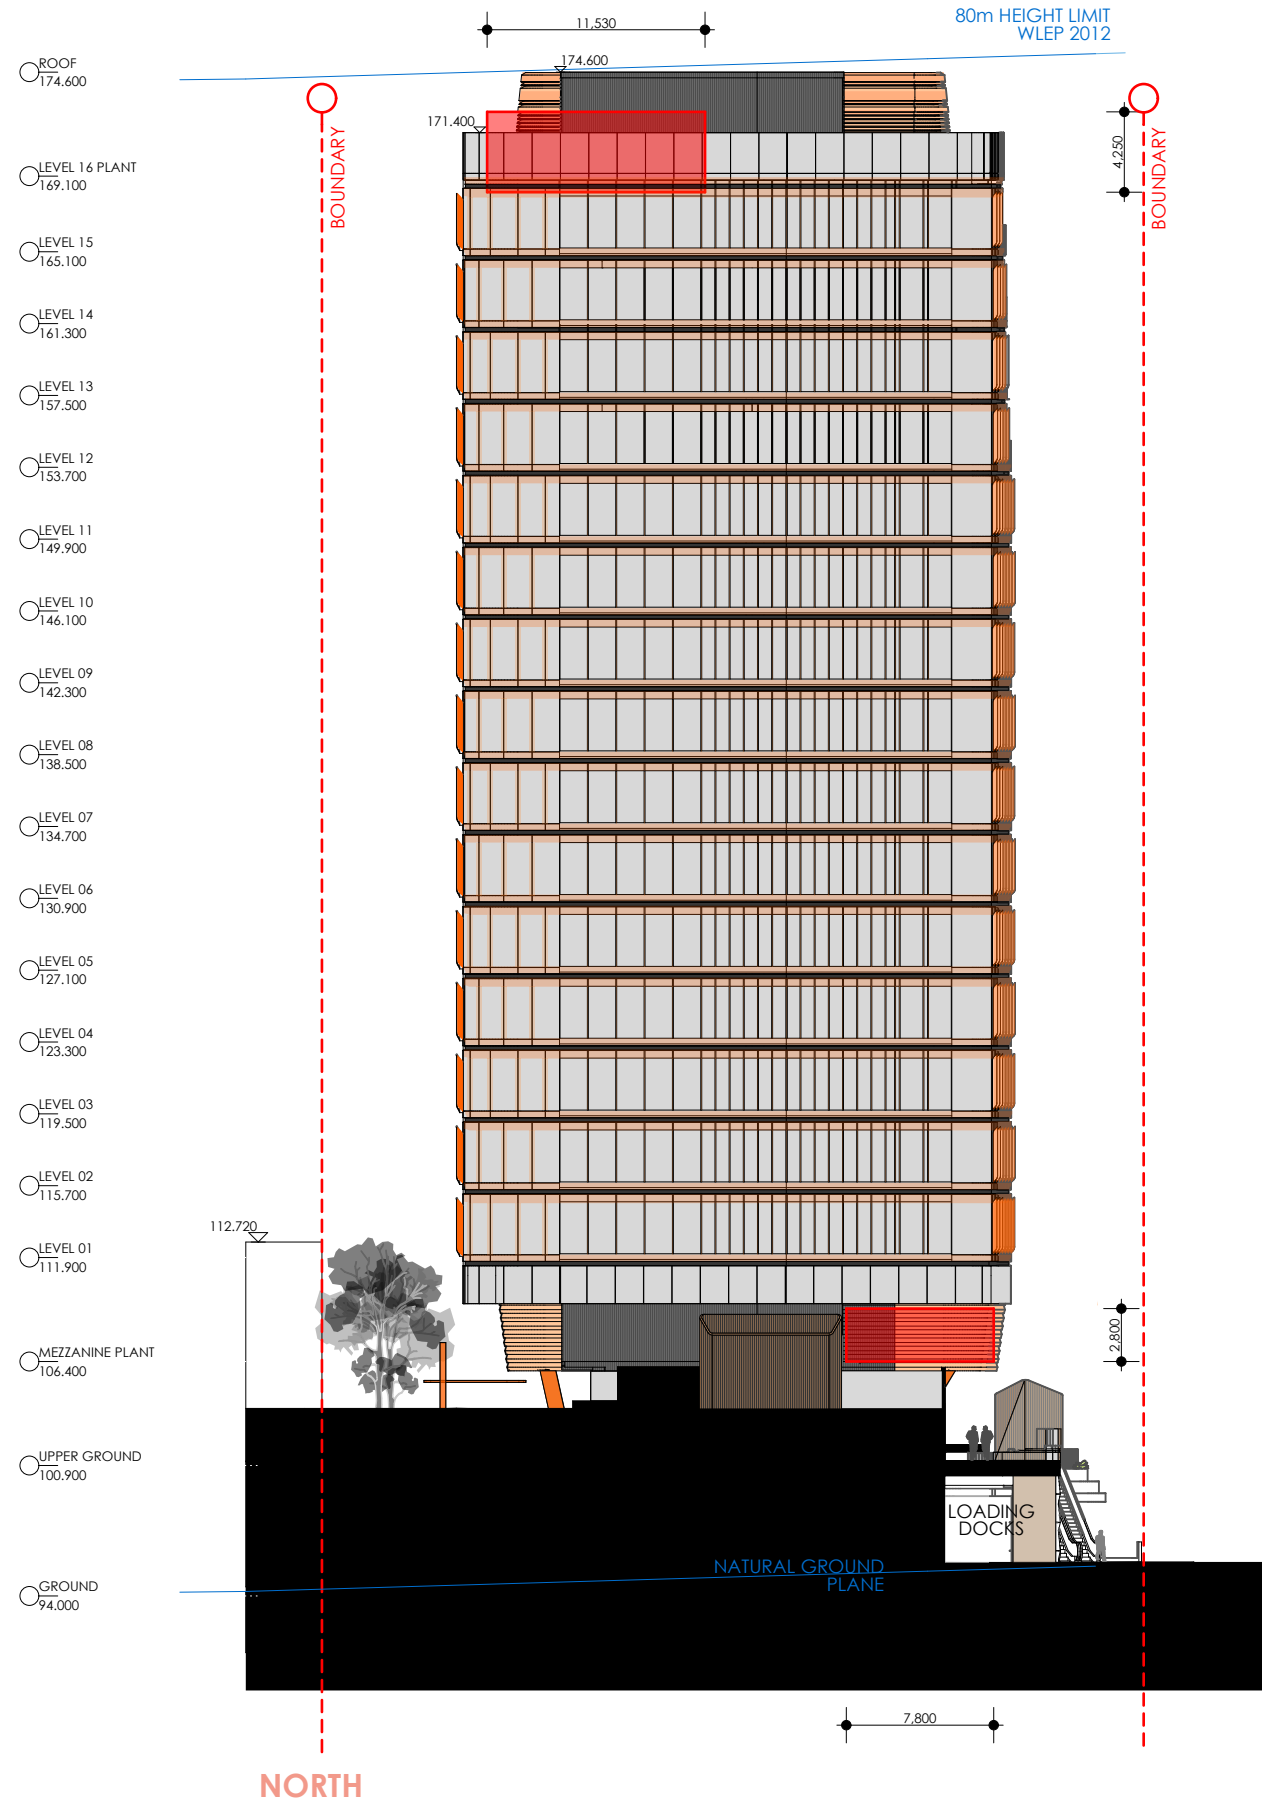 11,530
80m HEIGHT LIMIT
WLEP 2012
ROOF
174.600
174.600
171.400
BOUNDARY
BOUNDARY
4,250
LEVEL 16 PLANT
169.100
LEVEL 15
165.100
LEVEL 14
161.300
LEVEL 13
157.500
LEVEL 12
153.700
LEVEL 11
149.900
LEVEL 10
146.100
LEVEL 09
142.300
LEVEL 08
138.500
LEVEL 07
134.700
LEVEL 06
130.900
LEVEL 05
127.100
LEVEL 04
123.300
LEVEL 03
119.500
LEVEL 02
115.700
112.720
LEVEL 01
111.900
2,800
MEZZANINE PLANT
106.400
UPPER GROUND
100.900
LOADING
DOCKS
NATURAL GROUND
PLANE
GROUND
94.000
7,800
NORTH